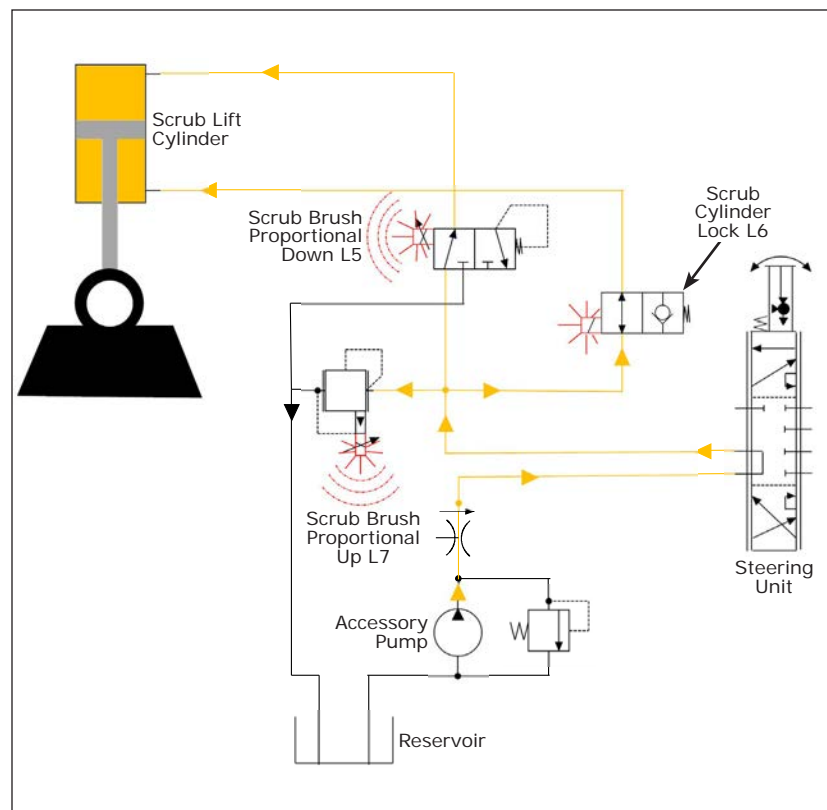 Scrub Lift
Cylinder
Scrub Brush
Proportional
Down L5
Scrub
Cylinder
Lock L6
Scrub Brush
Proportional
Up L7
Steering
Unit
Accessory
Pump
Reservoir